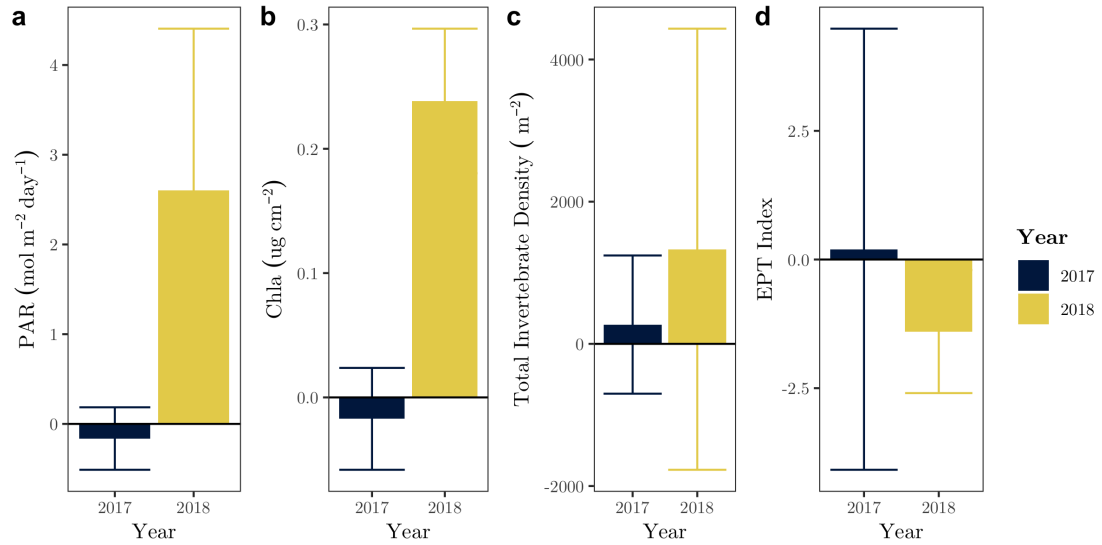 a
PAR (mol m⁻² day⁻¹)
4
3
2
1
0
2017 2018
Year
b
Chla (ug cm⁻²)
0.3
0.2
0.1
0.0
2017 2018
Year
c
Total Invertebrate Density ( m⁻²)
4000
2000
0
-2000
2017 2018
Year
d
EPT Index
2.5
0.0
-2.5
2017 2018
Year
Year
2017
2018